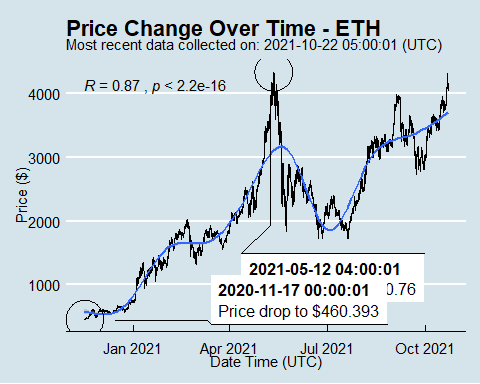 Price Change Over Time - ETH
Most recent data collected on: 2021-10-22 05:00:01 (UTC)
R = 0.87 , p < 2.2e-16
4000
3000
2000
1000
Price ($)
2021-05-12 04:00:01
0.76
2020-11-17 00:00:01
Price drop to $460.393
Jan 2021
Apr 2021
Jul 2021
Oct 2021
Date Time (UTC)